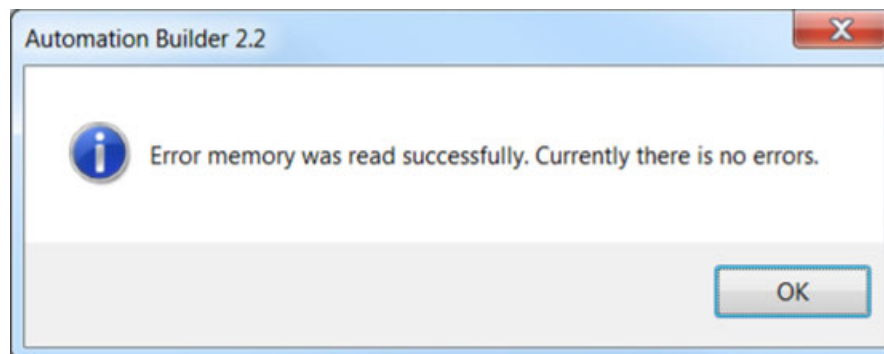 Automation Builder 2.2
Error memory was read successfully. Currently there is no errors.
OK